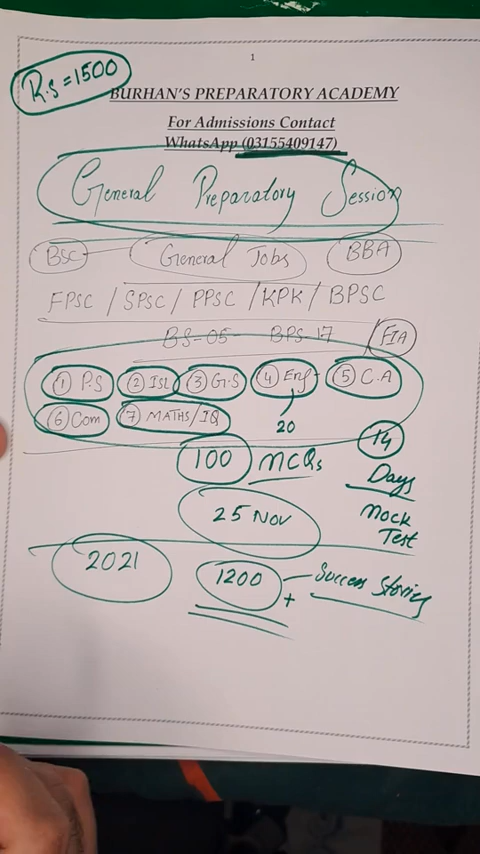 1
R.s = 1500
BURHAN'S PREPARATORY ACADEMY
For Admissions Contact
WhatsApp (03155409147)
General Preparatory Session
BSC General Jobs BBA
FPSC / SPSC / PPSC / KPK / BPSC
BS-05 BPS-17 FIA
① P.S ② ISL ③ G.S ④ Eng ⑤ C.A
⑥ Com ⑦ MATHS/IQ 20
100 MCQs 14
Days
25 Nov Mock
Test
2021 1200 + Success Stories